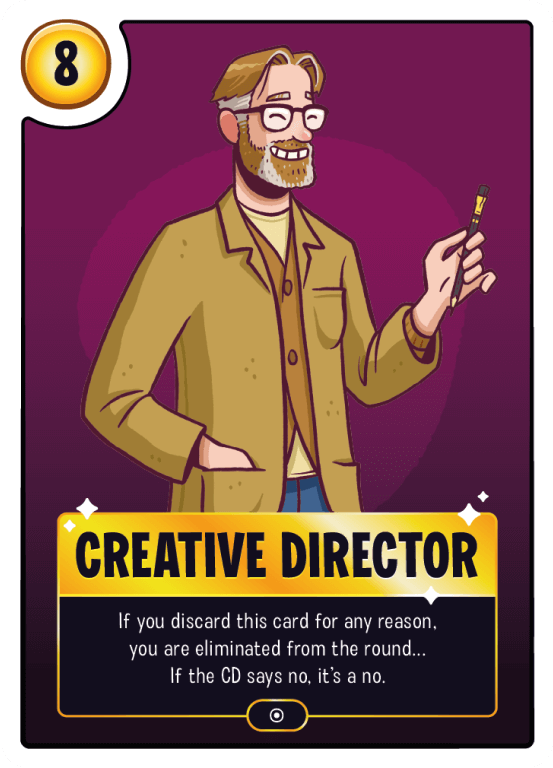 8
CREATIVE DIRECTOR
If you discard this card for any reason,
you are eliminated from the round...
If the CD says no, it's a no.